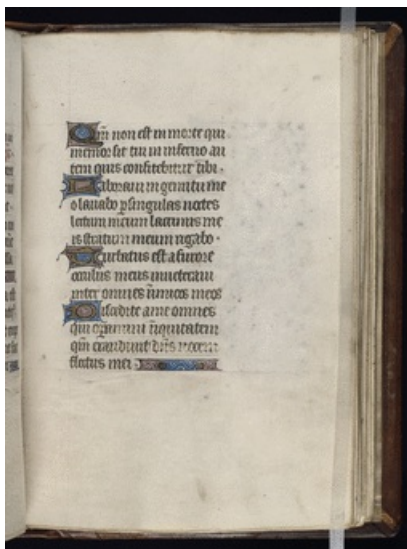 Qm̄ non est in morte qui
memor sit tui in inferno au
tem quis confitebitur tibi·
Laboraui in gemitu me
o lauabo ꝑ singulas noctes
lectum meum lacrimis me
is stratum meum rigabo·
Turbatus est a furore
oculus meus inueteraui
inter omnes inimicos meos
Discedite a me omnes
qui operamini iniquitatem
qm̄ exaudiuit dn̄s uocem
fletus mei·